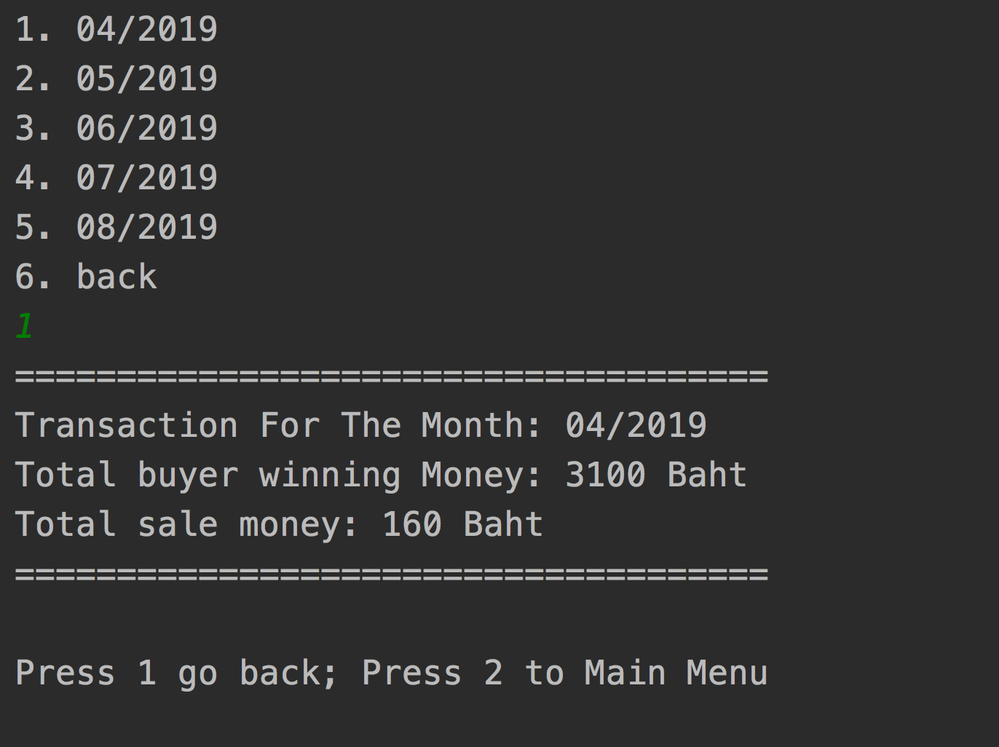 1. 04/2019
2. 05/2019
3. 06/2019
4. 07/2019
5. 08/2019
6. back
1
=====================================
Transaction For The Month: 04/2019
Total buyer winning Money: 3100 Baht
Total sale money: 160 Baht
=====================================
Press 1 go back; Press 2 to Main Menu